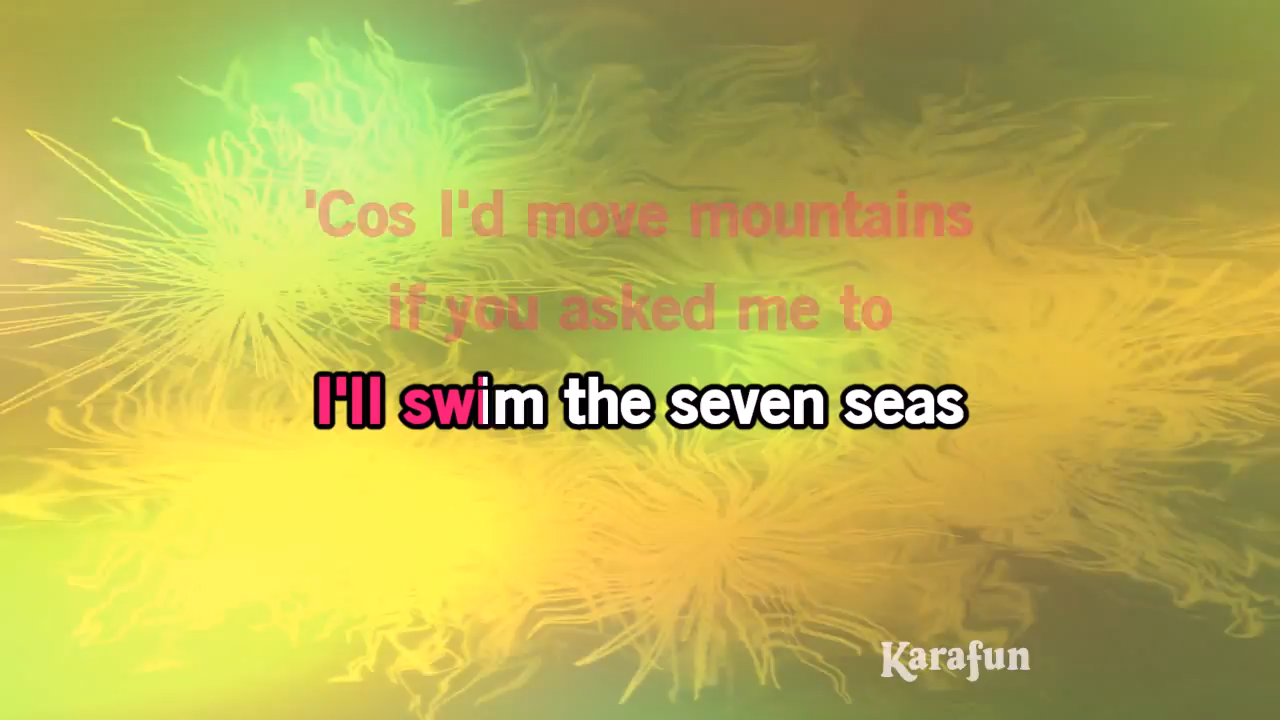 'Cos I'd move mountains
if you asked me to
I'll swim the seven seas
Karafun